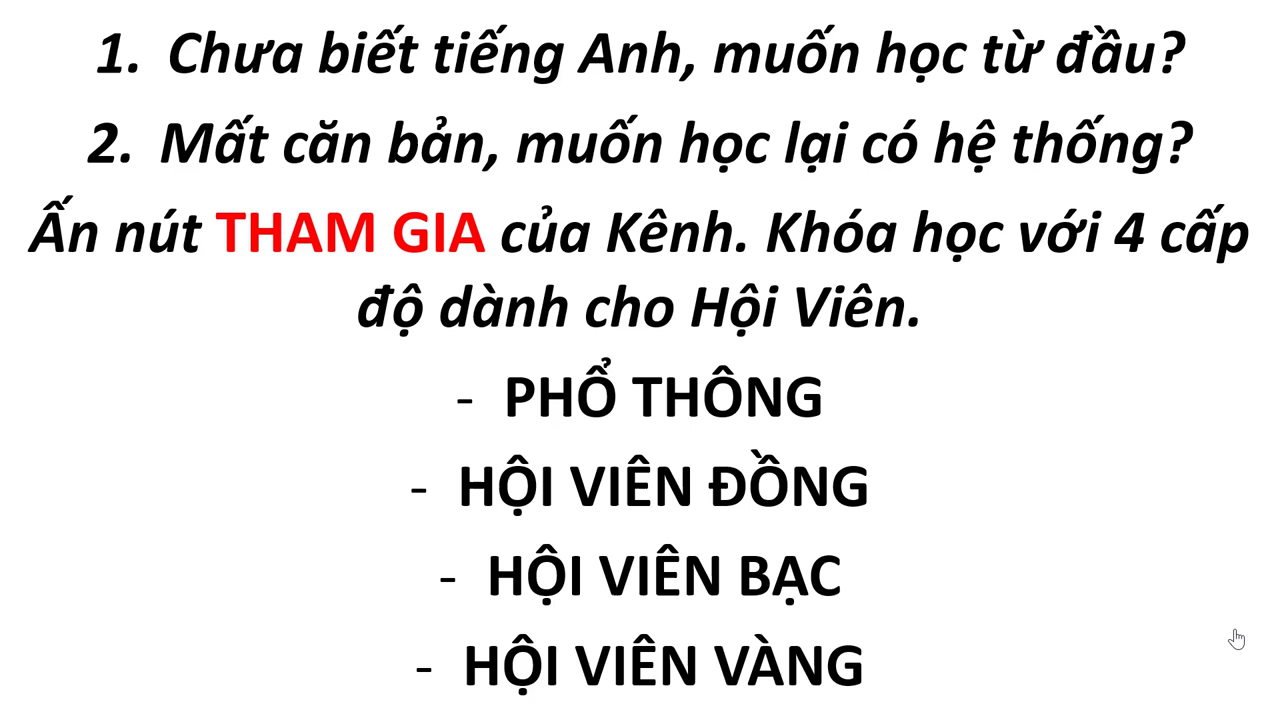 1. Chưa biết tiếng Anh, muốn học từ đầu?
2. Mất căn bản, muốn học lại có hệ thống?
Ấn nút THAM GIA của Kênh. Khóa học với 4 cấp
độ dành cho Hội Viên.
- PHỔ THÔNG
- HỘI VIÊN ĐỒNG
- HỘI VIÊN BẠC
- HỘI VIÊN VÀNG